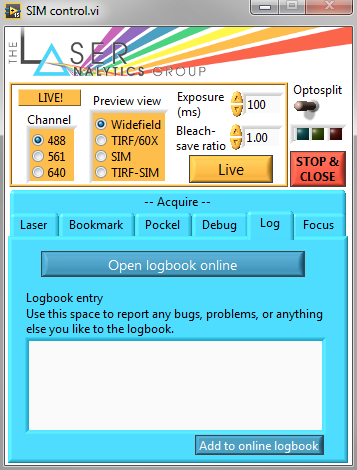 SIM control.vi
THE LASER
ANALYTICS GROUP
LIVE!
Channel
488
561
640
Preview view
Widefield
TIRF/60X
SIM
TIRF-SIM
Exposure
(ms)
100
Bleach-
save ratio
1.00
Live
Optosplit
STOP &
CLOSE
-- Acquire --
Laser
Bookmark
Pockel
Debug
Log
Focus
Open logbook online
Logbook entry
Use this space to report any bugs, problems, or anything
else you like to the logbook.
Add to online logbook